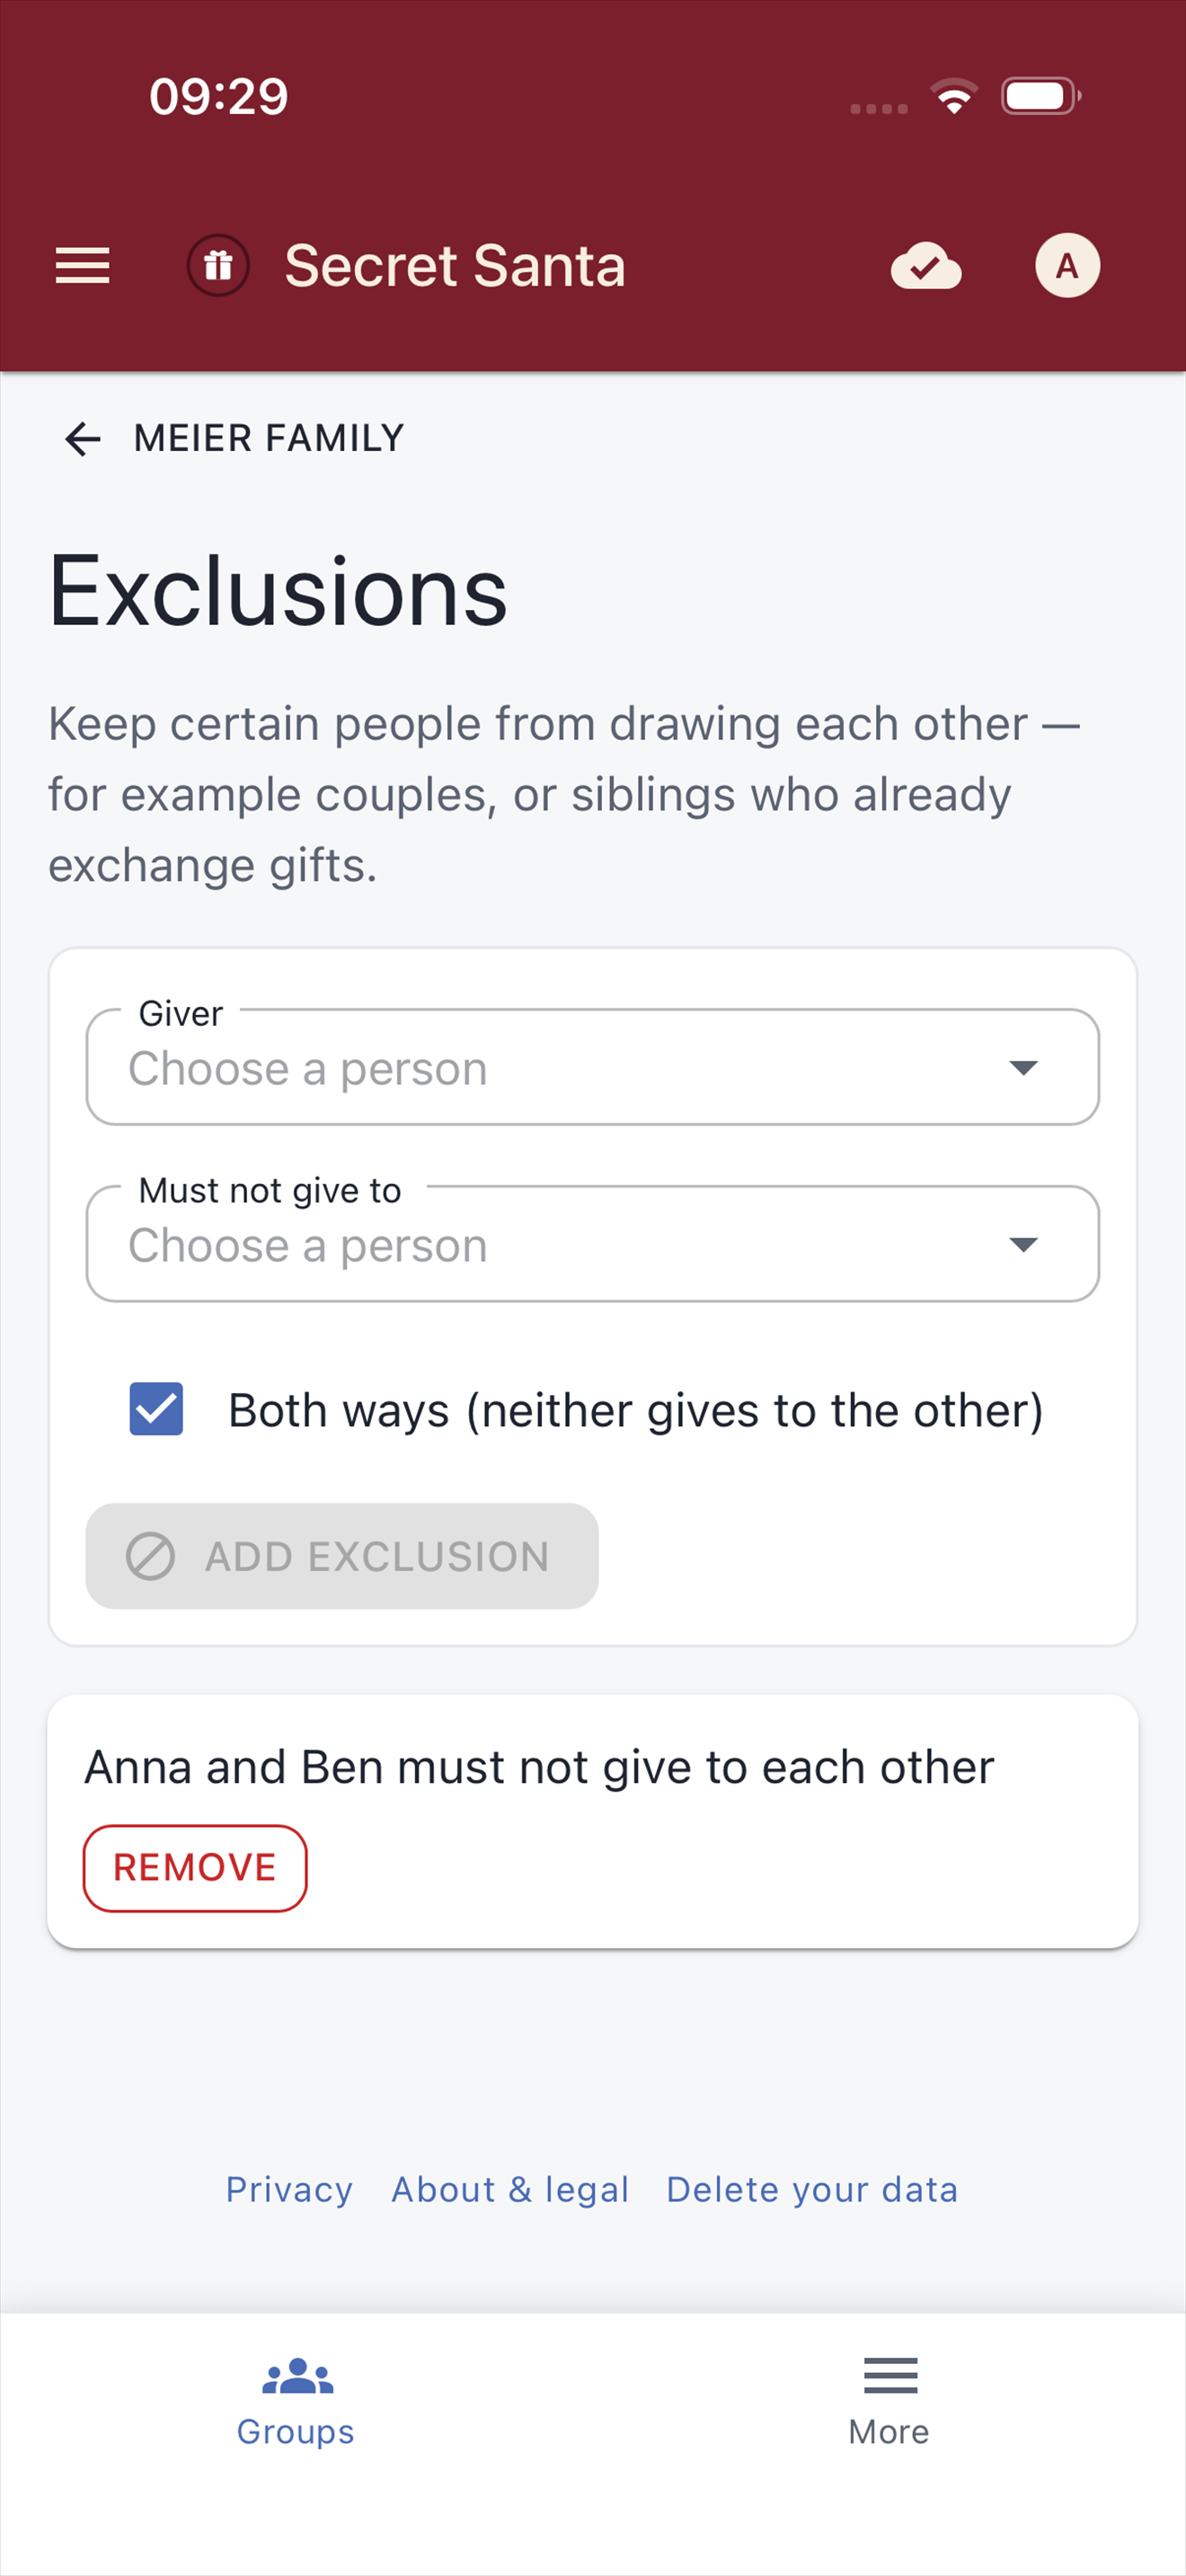 09:29
Secret Santa
A
MEIER FAMILY
Exclusions
Keep certain people from drawing each other —
for example couples, or siblings who already
exchange gifts.
Giver
Choose a person
Must not give to
Choose a person
Both ways (neither gives to the other)
ADD EXCLUSION
Anna and Ben must not give to each other
REMOVE
Privacy About & legal Delete your data
Groups More